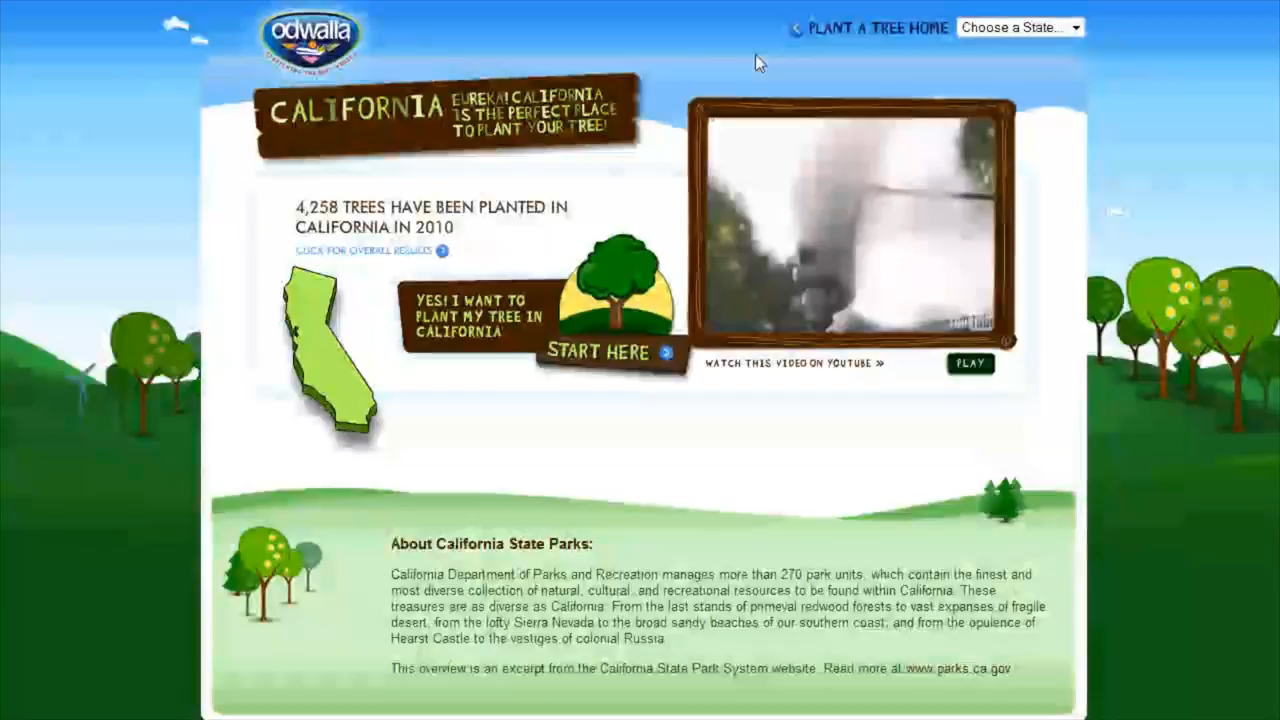 odwalla
PLANT A TREE HOME
Choose a State...
CALIFORNIA
EUREKA! CALIFORNIA
IS THE PERFECT PLACE
TO PLANT YOUR TREE!
4,258 TREES HAVE BEEN PLANTED IN
CALIFORNIA IN 2010
CLICK FOR OVERALL RESULTS
YES! I WANT TO
PLANT MY TREE IN
CALIFORNIA
START HERE
You Tube
WATCH THIS VIDEO ON YOUTUBE »
PLAY
About California State Parks:
California Department of Parks and Recreation manages more than 270 park units, which contain the finest and
most diverse collection of natural, cultural, and recreational resources to be found within California. These
treasures are as diverse as California: From the last stands of primeval redwood forests to vast expanses of fragile
desert, from the lofty Sierra Nevada to the broad sandy beaches of our southern coast; and from the opulence of
Hearst Castle to the vestiges of colonial Russia.
This overview is an excerpt from the California State Park System website. Read more at www.parks.ca.gov